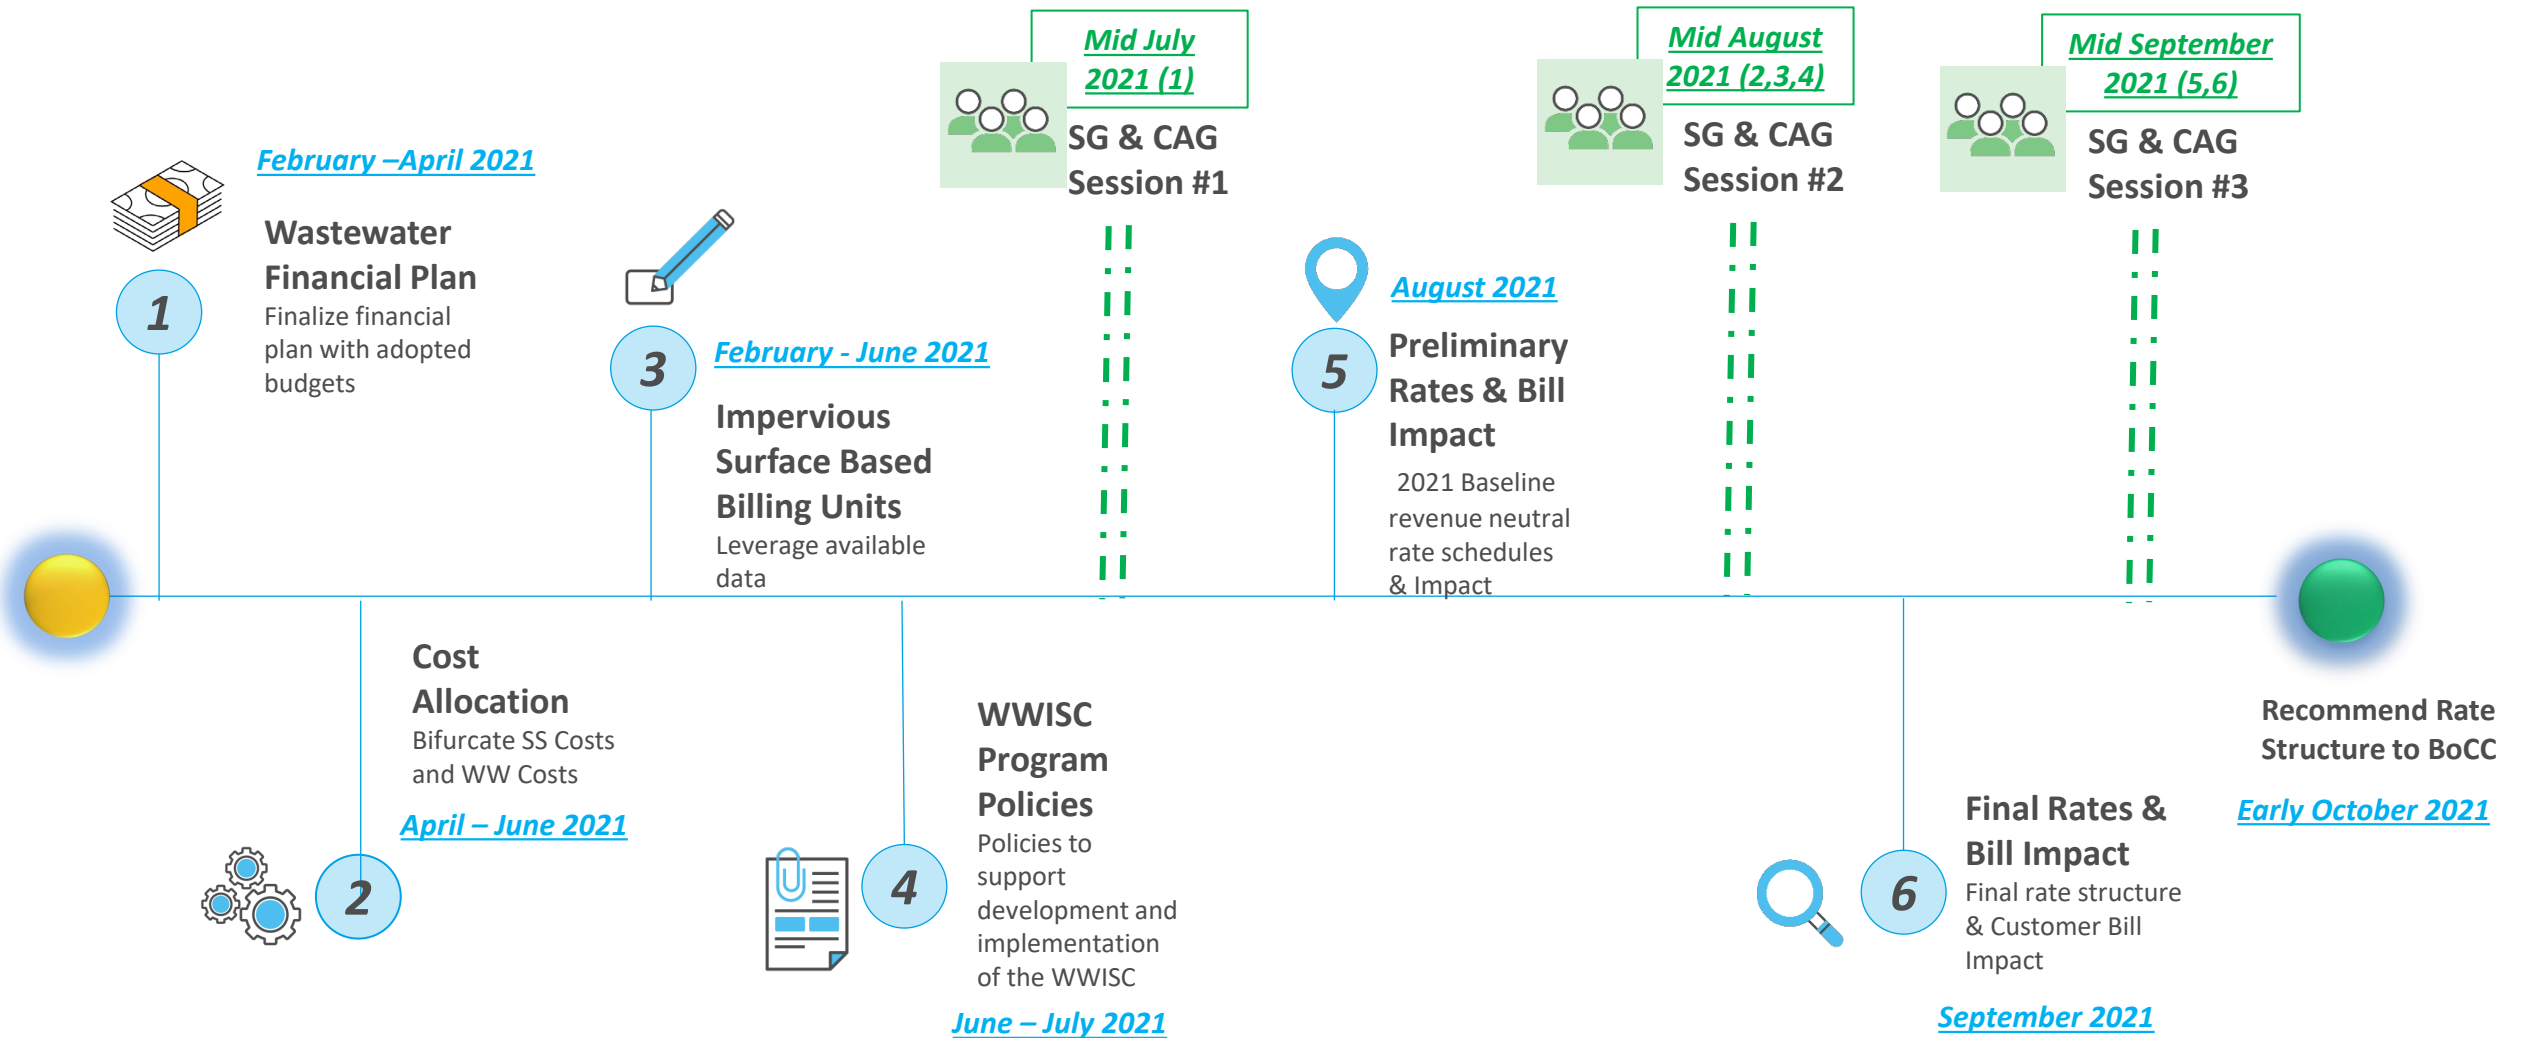 February –April 2021
Wastewater
Financial Plan
Finalize financial
plan with adopted
budgets
1
Cost
Allocation
Bifurcate SS Costs
and WW Costs
April – June 2021
2
3
February - June 2021
Impervious
Surface Based
Billing Units
Leverage available
data
WWISC
Program
Policies
Policies to
support
development and
implementation
of the WWISC
4
June – July 2021
Mid July
2021 (1)
SG & CAG
Session #1
August 2021
5
Preliminary
Rates & Bill
Impact
2021 Baseline
revenue neutral
rate schedules
& Impact
Mid August
2021 (2,3,4)
SG & CAG
Session #2
Final Rates &
Bill Impact
6
Final rate structure
& Customer Bill
Impact
September 2021
Mid September
2021 (5,6)
SG & CAG
Session #3
Recommend Rate
Structure to BoCC
Early October 2021